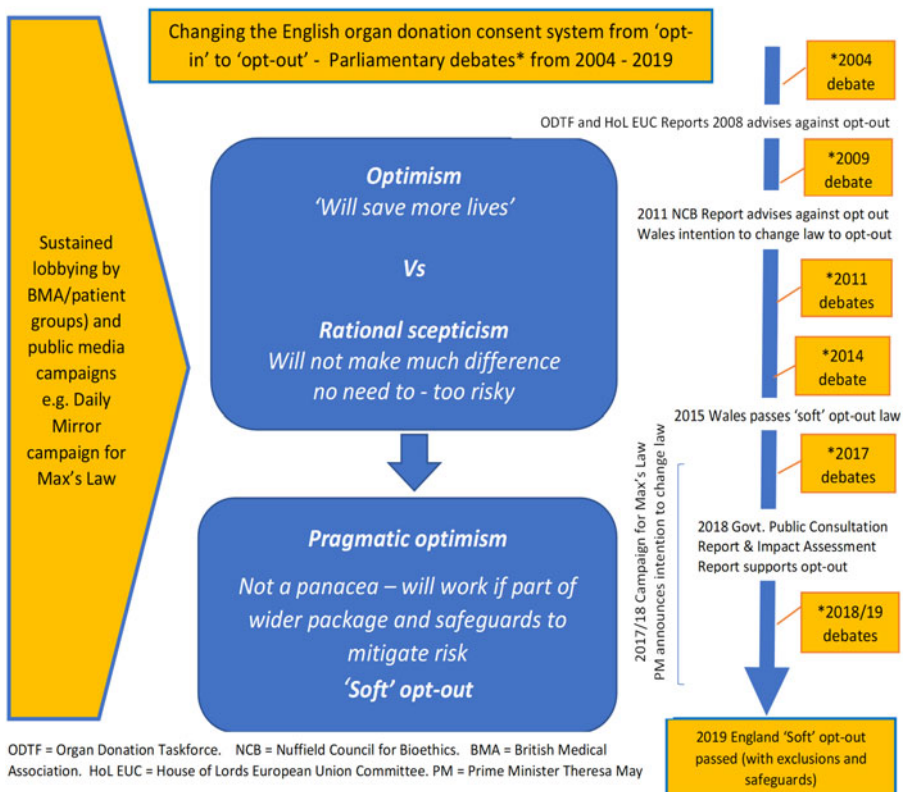 Changing the English organ donation consent system from ‘opt-
in’ to ‘opt-out’ - Parliamentary debates* from 2004 - 2019
Sustained
lobbying by
BMA/patient
groups) and
public media
campaigns
e.g. Daily
Mirror
campaign for
Max’s Law
Optimism
‘Will save more lives’
Vs
Rational scepticism
Will not make much difference
no need to - too risky
Pragmatic optimism
Not a panacea – will work if part of
wider package and safeguards to
mitigate risk
‘Soft’ opt-out
*2004
debate
ODTF and HoL EUC Reports 2008 advises against opt-out
*2009
debate
2011 NCB Report advises against opt out
Wales intention to change law to opt-out
*2011
debates
*2014
debate
2015 Wales passes ‘soft’ opt-out law
*2017
debates
2017/18 Campaign for Max’s Law
PM announces intention to change law
2018 Govt. Public Consultation
Report & Impact Assessment
Report supports opt-out
*2018/19
debates
2019 England ‘Soft’ opt-out
passed (with exclusions and
safeguards)
ODTF = Organ Donation Taskforce. NCB = Nuffield Council for Bioethics. BMA = British Medical
Association. HoL EUC = House of Lords European Union Committee. PM = Prime Minister Theresa May